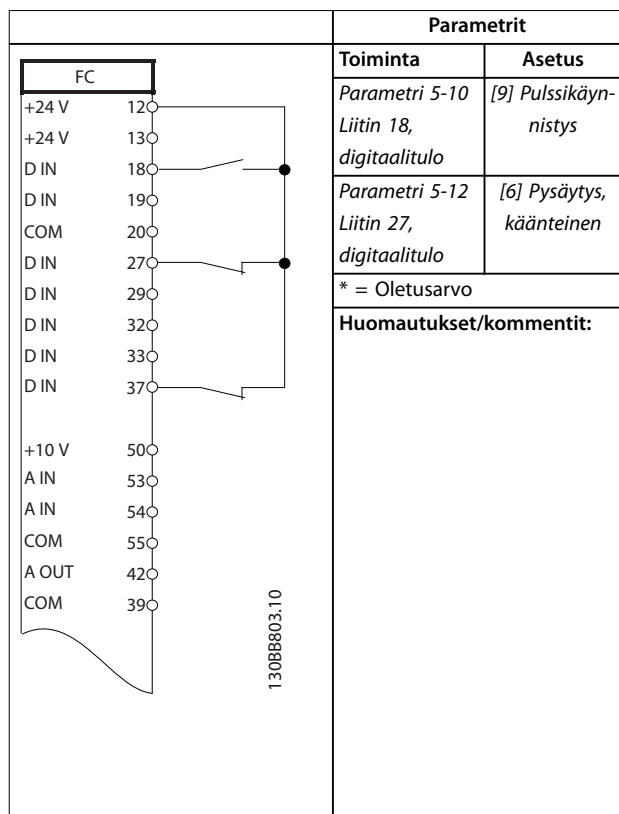 FC
+24 V 12
+24 V 13
D IN 18
D IN 19
COM 20
D IN 27
D IN 29
D IN 32
D IN 33
D IN 37
+10 V 50
A IN 53
A IN 54
COM 55
A OUT 42
COM 39
130BB803.10
Parametrit
Toiminta Asetus
Parametri 5-10 [9] Pulssikäyn-
Liitin 18, nistys
digitaalitulo
Parametri 5-12 [6] Pysäytys,
Liitin 27, käänteinen
digitaalitulo
* = Oletusarvo
Huomautukset/kommentit: